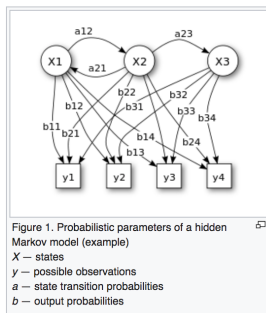 a12
a23
X1
X2
X3
a21
b12
b22
b32
b31
b33
b34
b11
b21
b14
b24
b13
y1
y2
y3
y4
Figure 1. Probabilistic parameters of a hidden
Markov model (example)
X — states
y — possible observations
a — state transition probabilities
b — output probabilities